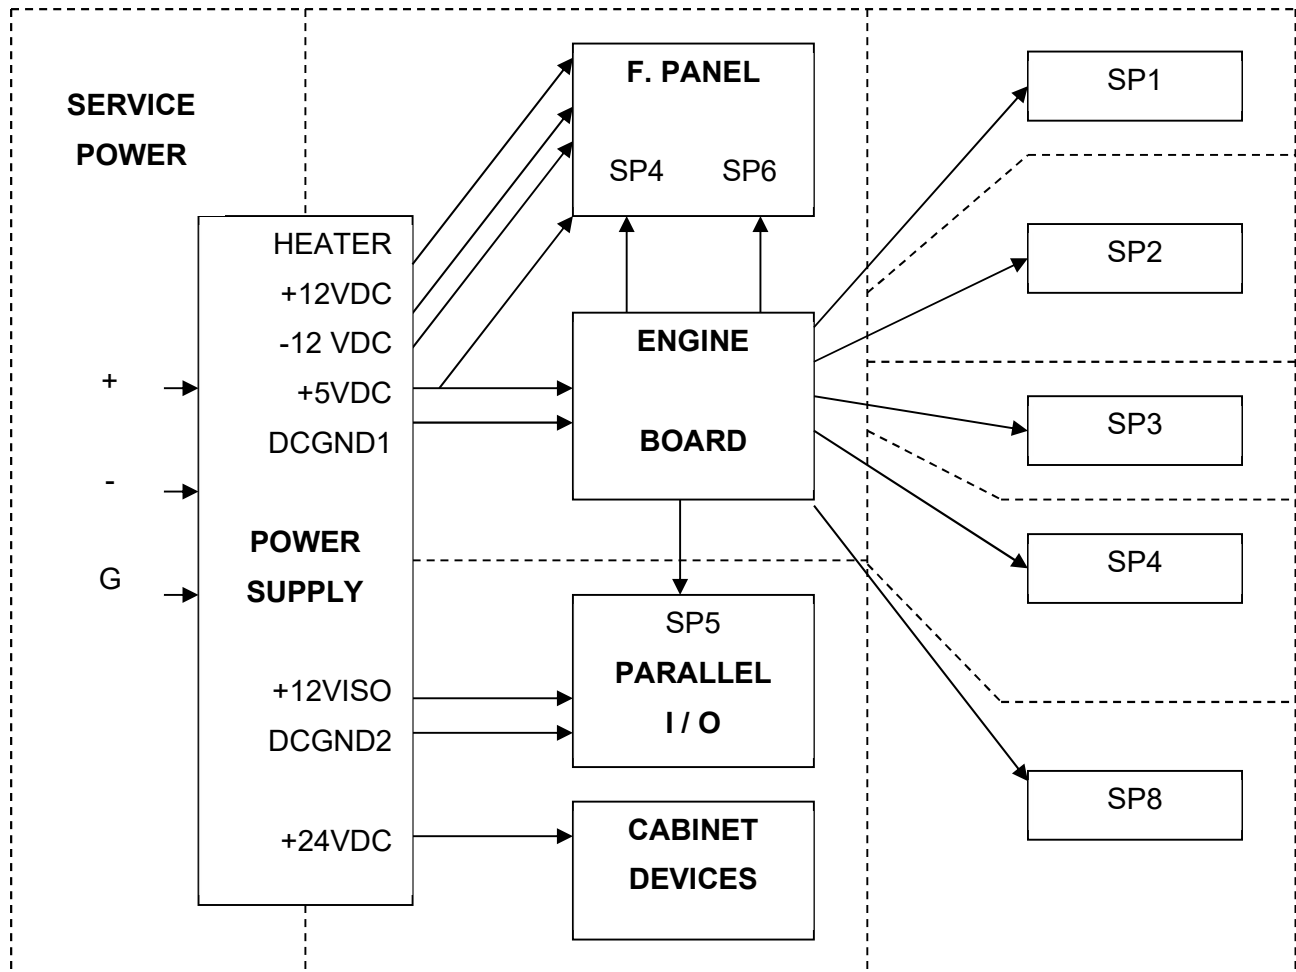 SERVICE
POWER
+
-
G
HEATER
+12VDC
-12 VDC
+5VDC
DCGND1
POWER
SUPPLY
+12VISO
DCGND2
+24VDC
F. PANEL
SP4 SP6
ENGINE
BOARD
SP5
PARALLEL
I / O
CABINET
DEVICES
SP1
SP2
SP3
SP4
SP8